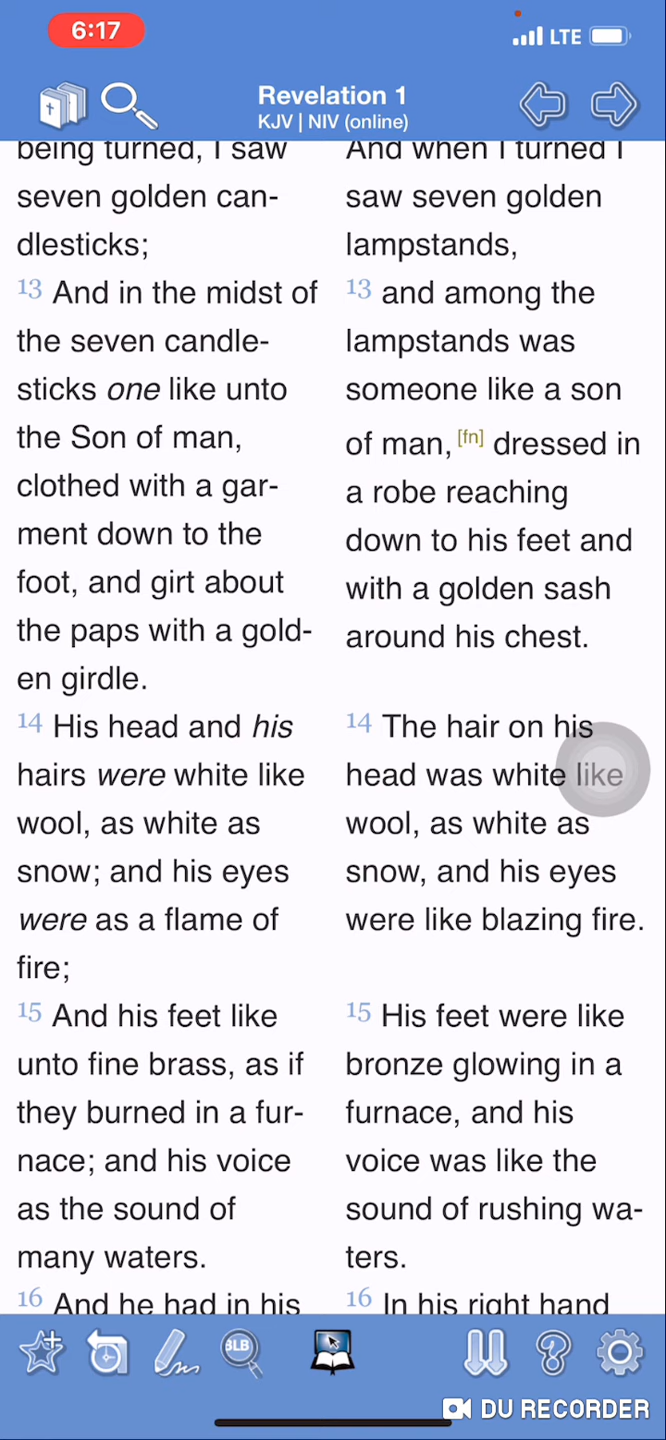 6:17
LTE
Revelation 1
KJV | NIV (online)
being turned, I saw
seven golden can-
dlesticks;
13 And in the midst of
the seven candle-
sticks one like unto
the Son of man,
clothed with a gar-
ment down to the
foot, and girt about
the paps with a gold-
en girdle.
14 His head and his
hairs were white like
wool, as white as
snow; and his eyes
were as a flame of
fire;
15 And his feet like
unto fine brass, as if
they burned in a fur-
nace; and his voice
as the sound of
many waters.
16 And he had in his
And when I turned I
saw seven golden
lampstands,
13 and among the
lampstands was
someone like a son
of man, [fn] dressed in
a robe reaching
down to his feet and
with a golden sash
around his chest.
14 The hair on his
head was white like
wool, as white as
snow, and his eyes
were like blazing fire.
15 His feet were like
bronze glowing in a
furnace, and his
voice was like the
sound of rushing wa-
ters.
16 In his right hand
BLB
DU RECORDER